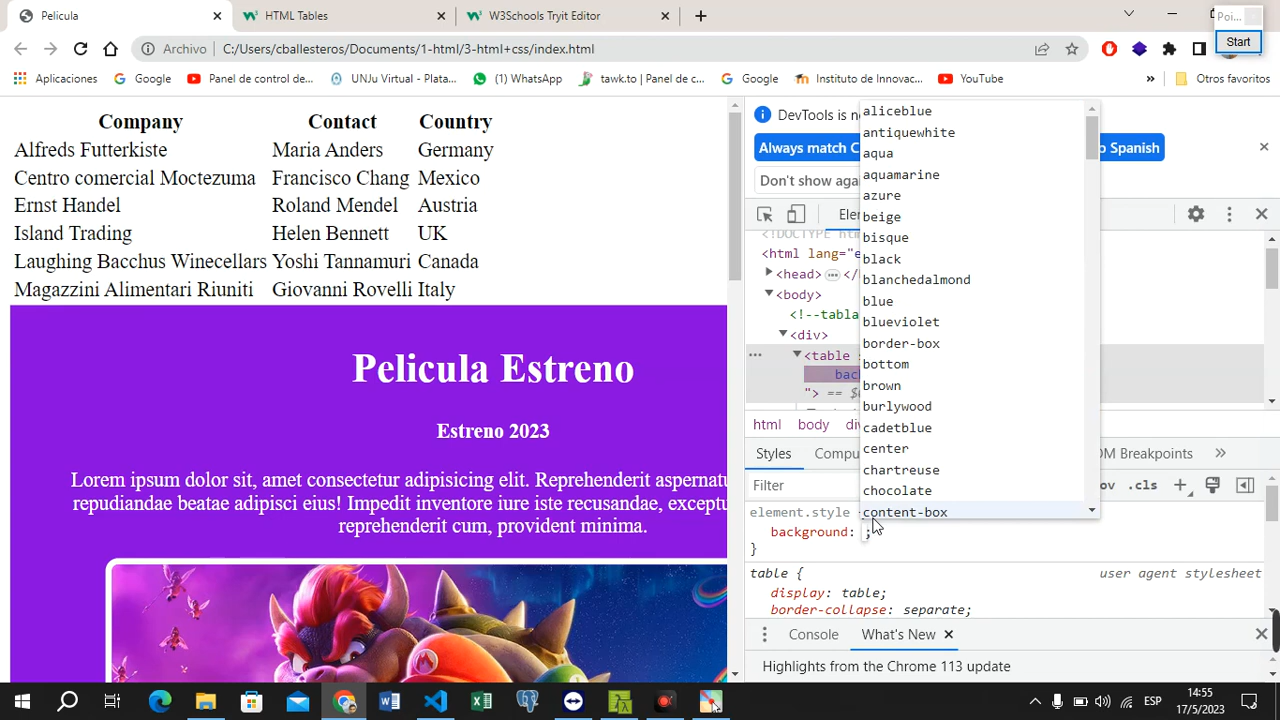 Pelicula
HTML Tables
W3Schools Tryit Editor
Poi...
Start
Archivo C:/Users/cballesteros/Documents/1-html/3-html+css/index.html
Aplicaciones
Google
Panel de control de...
UNJu Virtual - Plata...
(1) WhatsApp
tawk.to | Panel de c...
Google
Instituto de Innovac...
YouTube
»
Otros favoritos
Company Contact Country
Alfreds Futterkiste Maria Anders Germany
Centro comercial Moctezuma Francisco Chang Mexico
Ernst Handel Roland Mendel Austria
Island Trading Helen Bennett UK
Laughing Bacchus Winecellars Yoshi Tannamuri Canada
Magazzini Alimentari Riuniti Giovanni Rovelli Italy
Pelicula Estreno
Estreno 2023
Lorem ipsum dolor sit, amet consectetur adipisicing elit. Reprehenderit aspernatu
repudiandae beatae adipisci eius! Impedit inventore iure iste recusandae, exceptu
reprehenderit cum, provident minima.
DevTools is n
Always match C
o Spanish
Don't show aga
Ele
<!DOCTYPE htm
<html lang="e
<head> ... </
<body>
<!--tabla
<div>
... <table s
bac
"> == $0
html body div
Styles Compu
OM Breakpoints »
Filter
ov .cls
element.style
background: ;
}
table { user agent stylesheet
display: table;
border-collapse: separate;
aliceblue
antiquewhite
aqua
aquamarine
azure
beige
bisque
black
blanchedalmond
blue
blueviolet
border-box
bottom
brown
burlywood
cadetblue
center
chartreuse
chocolate
content-box
Console What's New
Highlights from the Chrome 113 update
ESP
14:55
17/5/2023